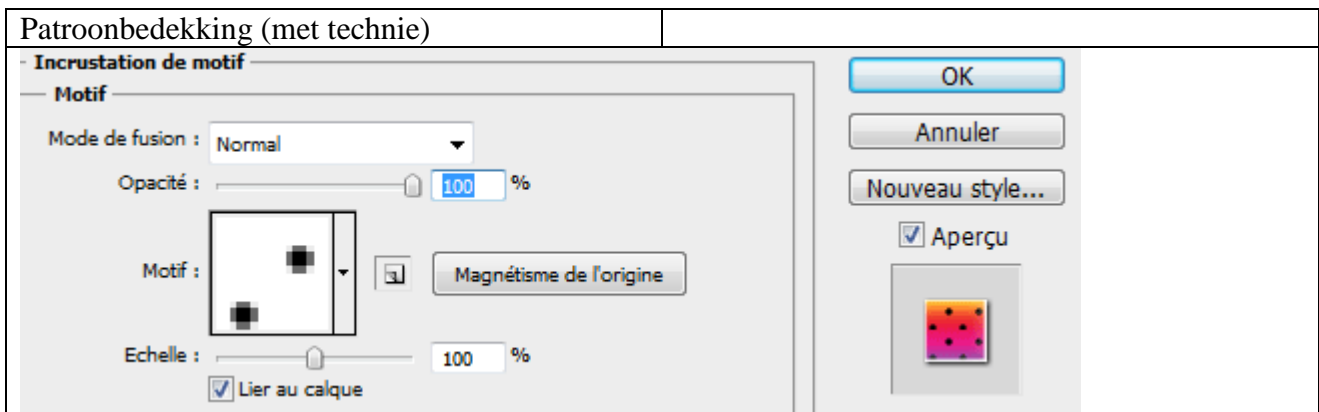 Patroonbedekking (met technie)
Incrustation de motif
Motif
Mode de fusion : Normal
Opacité : 100 %
Motif :
Magnétisme de l'origine
Echelle : 100 %
Lier au calque
OK
Annuler
Nouveau style...
Aperçu